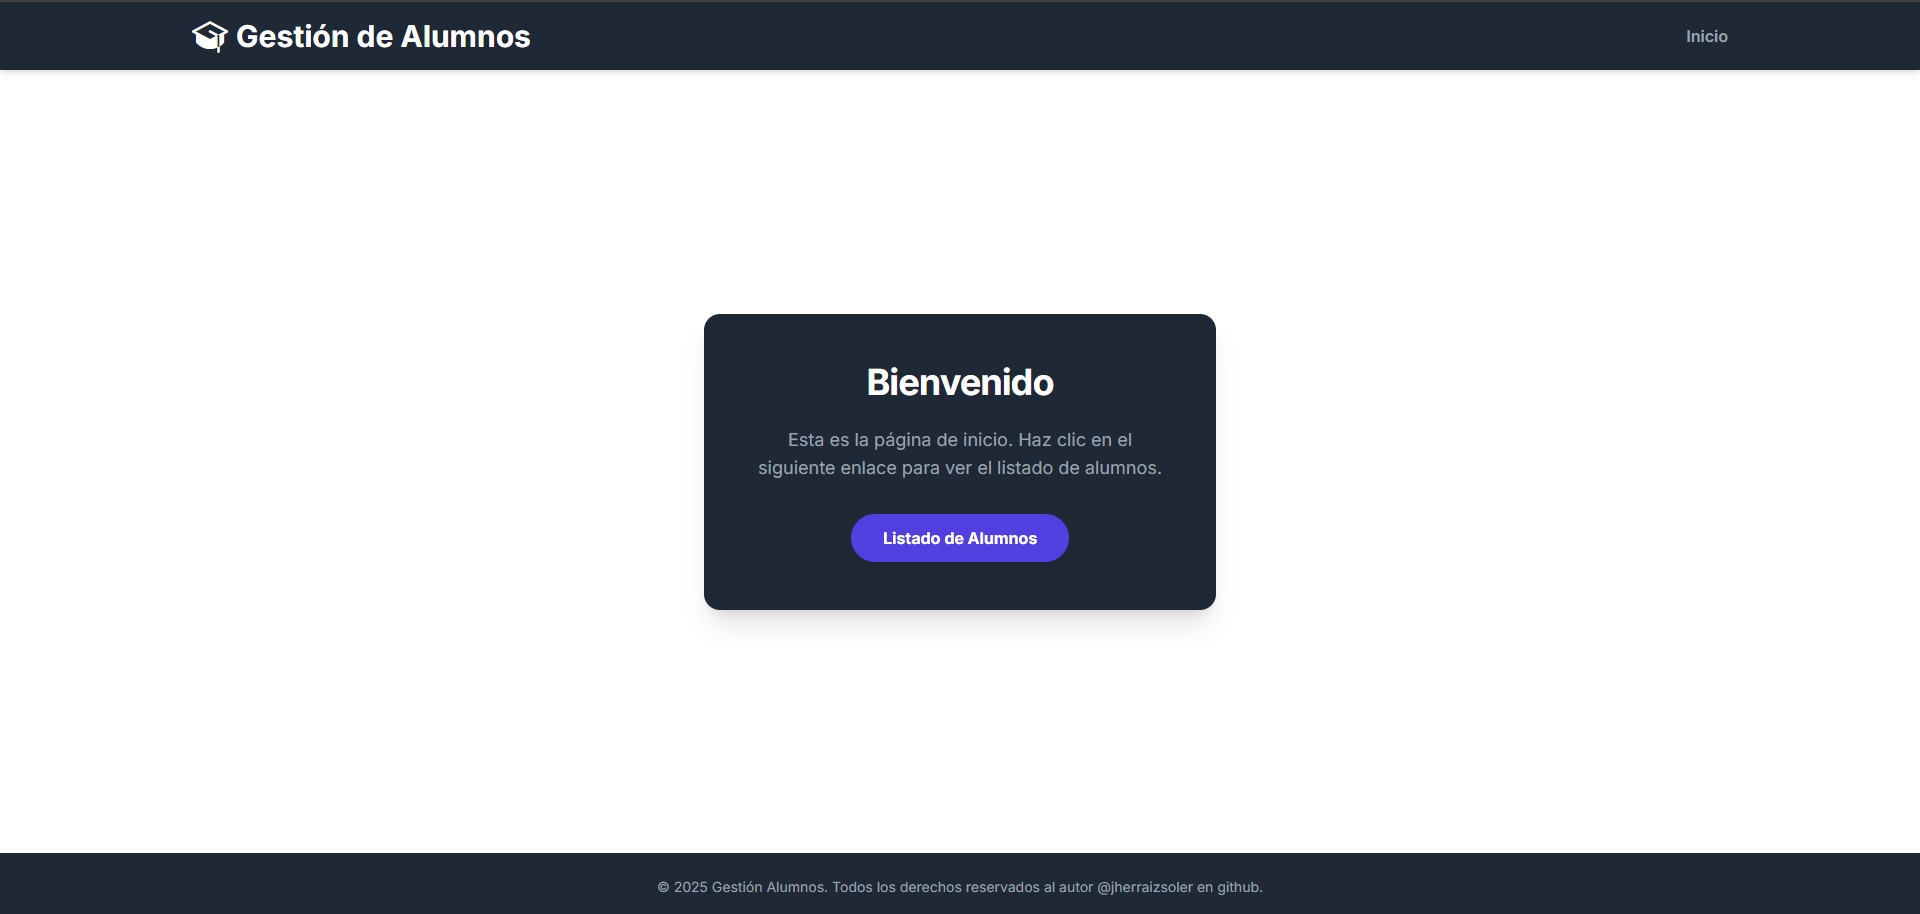 Gestión de Alumnos
Inicio
Bienvenido
Esta es la página de inicio. Haz clic en el
siguiente enlace para ver el listado de alumnos.
Listado de Alumnos
© 2025 Gestión Alumnos. Todos los derechos reservados al autor @jherraizsoler en github.